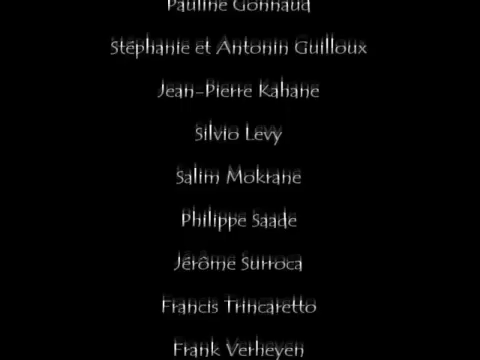 Pauline Gonnaud
Stéphanie et Antonin Guilloux
Jean-Pierre Kahane
Silvio Levy
Salim Mokrane
Philippe Saade
Jérôme Surroca
Francis Trincaretto
Frank Verheyen